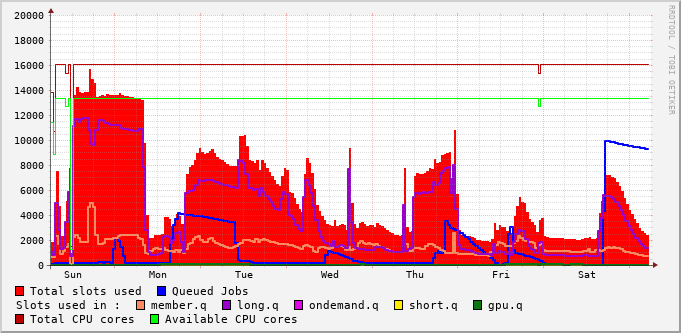 20000
18000
16000
14000
12000
10000
8000
6000
4000
2000
0
Sun Mon Tue Wed Thu Fri Sat
RRDTOOL / TOBI OETIKER
Total slots used Queued Jobs
Slots used in : member.q long.q ondemand.q short.q gpu.q
Total CPU cores Available CPU cores